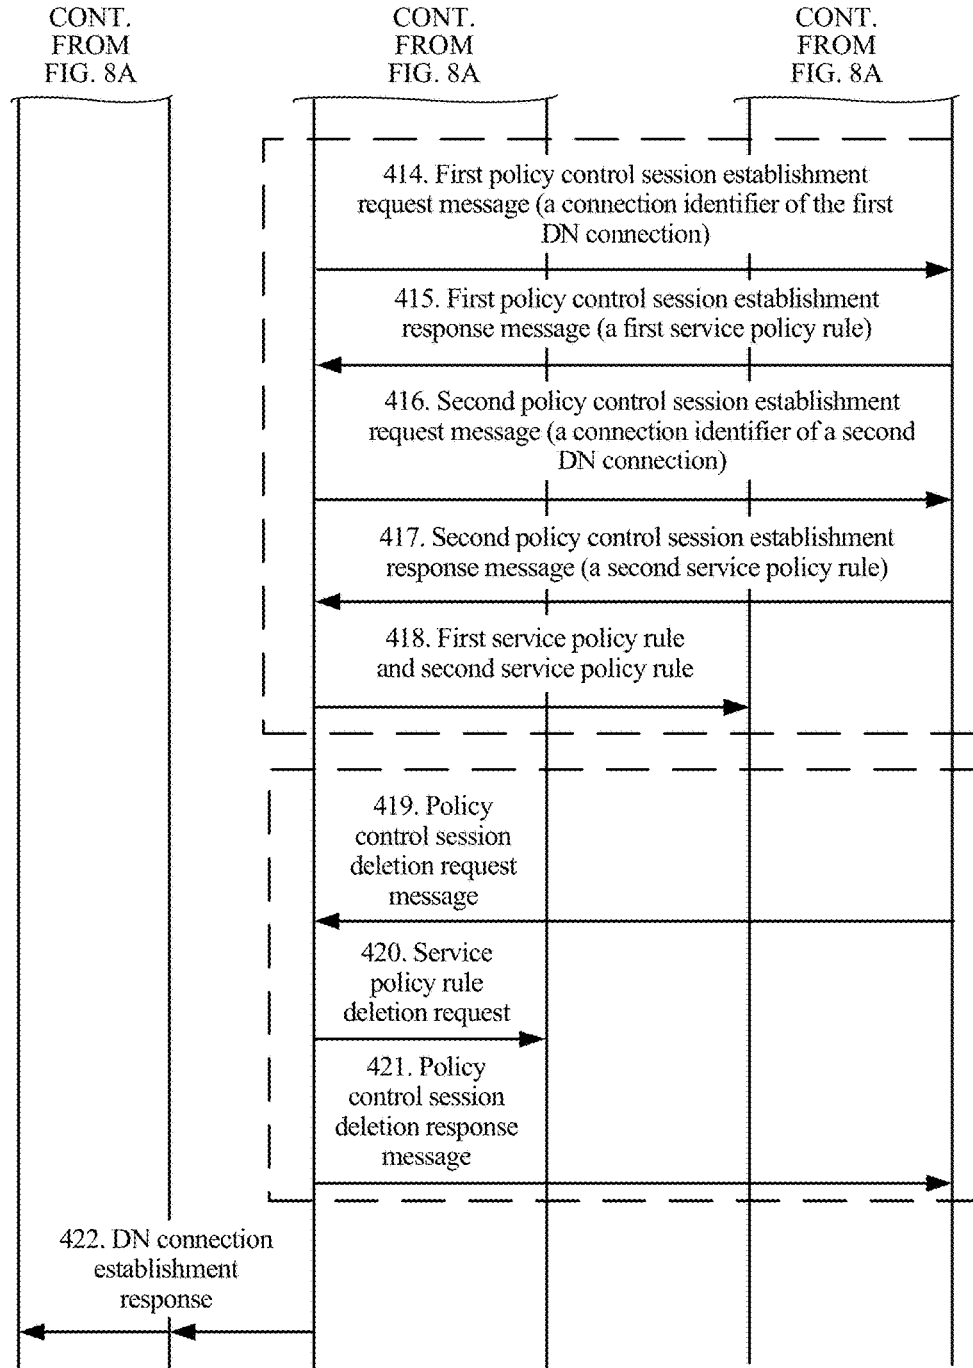 CONT.
FROM
FIG. 8A
CONT.
FROM
FIG. 8A
CONT.
FROM
FIG. 8A
414. First policy control session establishment
request message (a connection identifier of the first
DN connection)
415. First policy control session establishment
response message (a first service policy rule)
416. Second policy control session establishment
request message (a connection identifier of a second
DN connection)
417. Second policy control session establishment
response message (a second service policy rule)
418. First service policy rule
and second service policy rule
419. Policy
control session
deletion request
message
420. Service
policy rule
deletion request
421. Policy
control session
deletion response
message
422. DN connection
establishment
response